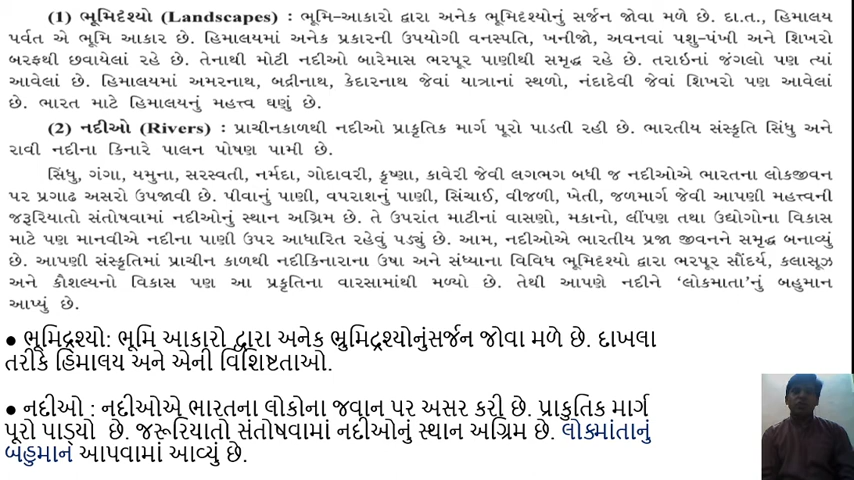 (1) ભૂમિદૃશ્યો (Landscapes) : ભૂમિ-આકારો દ્વારા અનેક ભૂમિદૃશ્યોનું સર્જન જોવા મળે છે. દા.ત., હિમાલય
પર્વત એ ભૂમિ આકાર છે. હિમાલયમાં અનેક પ્રકારની ઉપયોગી વનસ્પતિ, ખનીજો, અવનવાં પશુ-પંખી અને શિખરો
બરફથી છવાયેલાં રહે છે. તેનાથી મોટી નદીઓ બારેમાસ ભરપૂર પાણીથી સમૃદ્ધ રહે છે. તરાઈનાં જંગલો પણ ત્યાં
આવેલાં છે. હિમાલયમાં અમરનાથ, બદ્રીનાથ, કેદારનાથ જેવાં યાત્રાનાં સ્થળો, નંદાદેવી જેવાં શિખરો પણ આવેલાં
છે. ભારત માટે હિમાલયનું મહત્ત્વ ઘણું છે.
(2) નદીઓ (Rivers) : પ્રાચીનકાળથી નદીઓ પ્રાકૃતિક માર્ગ પૂરો પાડતી રહી છે. ભારતીય સંસ્કૃતિ સિંધુ અને
રાવી નદીના કિનારે પાલન પોષણ પામી છે.
સિંધુ, ગંગા, યમુના, સરસ્વતી, નર્મદા, ગોદાવરી, કૃષ્ણા, કાવેરી જેવી લગભગ બધી જ નદીઓએ ભારતના લોકજીવન
પર પ્રગાઢ અસરો ઉપજાવી છે. પીવાનું પાણી, વપરાશનું પાણી, સિંચાઈ, વીજળી, ખેતી, જળમાર્ગ જેવી આપણી મહત્ત્વની
જરૂરિયાતો સંતોષવામાં નદીઓનું સ્થાન અગ્રિમ છે. તે ઉપરાંત માટીનાં વાસણો, મકાનો, લીંપણ તથા ઉદ્યોગોના વિકાસ
માટે પણ માનવીએ નદીના પાણી ઉપર આધારિત રહેવું પડ્યું છે. આમ, નદીઓએ ભારતીય પ્રજા જીવનને સમૃદ્ધ બનાવ્યું
છે. આપણી સંસ્કૃતિમાં પ્રાચીન કાળથી નદીકિનારાના ઉષા અને સંધ્યાના વિવિધ ભૂમિદૃશ્યો દ્વારા ભરપૂર સૌંદર્ય, કલાસૂઝ
અને કૌશલ્યનો વિકાસ પણ આ પ્રકૃતિના વારસામાંથી મળ્યો છે. તેથી આપણે નદીને ‘લોકમાતા’નું બહુમાન
આપ્યું છે.
● ભૂમિદ્રશ્યો: ભૂમિ આકારો દ્વારા અનેક ભુમિદ્રશ્યોનુંસર્જન જોવા મળે છે. દાખલા
તરીકે હિમાલય અને એની વિશિષ્ટતાઓ.
● નદીઓ : નદીઓએ ભારતના લોકોના જવાન પર અસર કરી છે. પ્રાકુતિક માર્ગ
પૂરો પાડ્યો છે. જરૂરિયાતો સંતોષવામાં નદીઓનું સ્થાન અગ્રિમ છે. લોકમાંતાનું
બહુમાન આપવામાં આવ્યું છે.